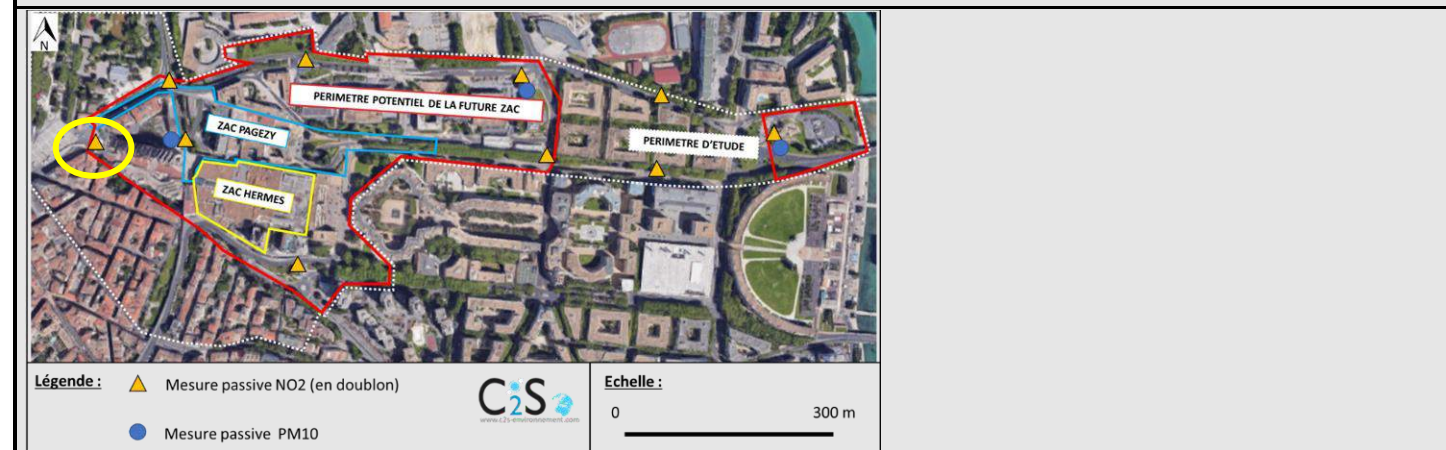 N
PERIMETRE POTENTIEL DE LA FUTURE ZAC
ZAC PAGEZY
PERIMETRE D'ETUDE
ZAC HERMES
Légende :
Mesure passive NO2 (en doublon)
Mesure passive PM10
C2S
www.c2s-environnement.com
Echelle :
0 300 m